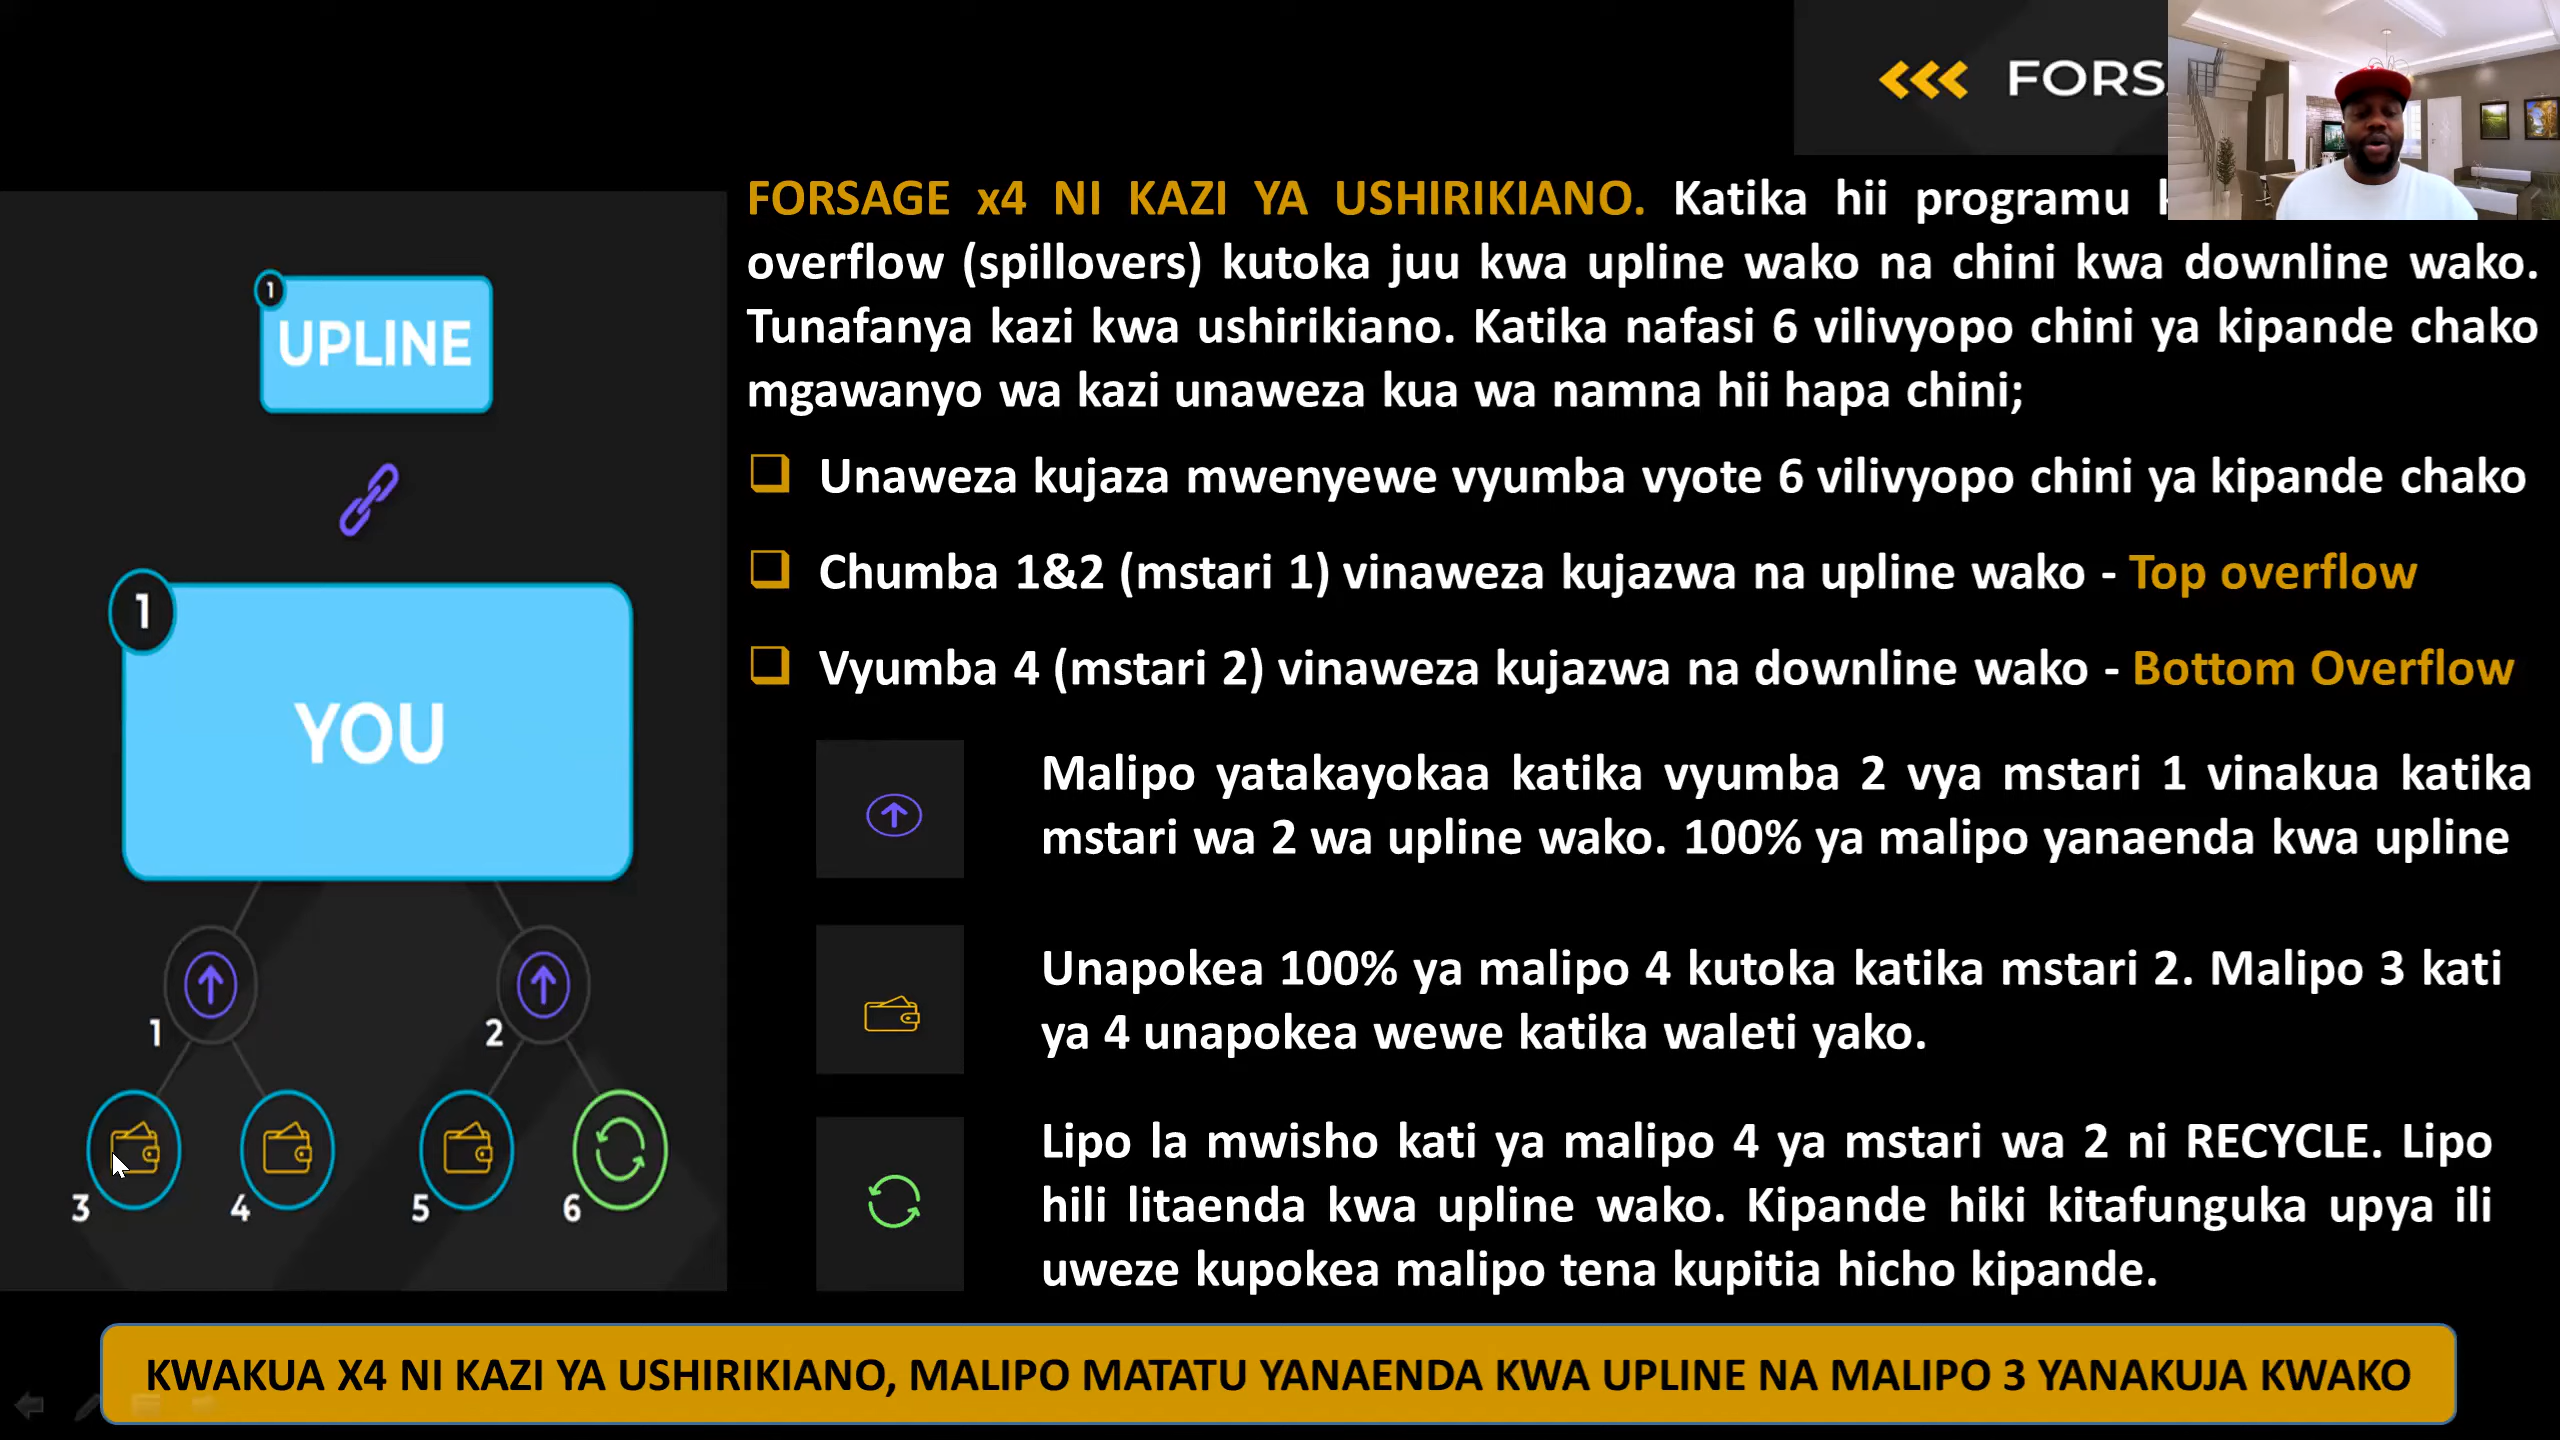 FORS
FORSAGE x4 NI KAZI YA USHIRIKIANO. Katika hii programu
overflow (spillovers) kutoka juu kwa upline wako na chini kwa downline wako.
Tunafanya kazi kwa ushirikiano. Katika nafasi 6 vilivyopo chini ya kipande chako
mgawanyo wa kazi unaweza kua wa namna hii hapa chini;
Unaweza kujaza mwenyewe vyumba vyote 6 vilivyopo chini ya kipande chako
Chumba 1&2 (mstari 1) vinaweza kujazwa na upline wako - Top overflow
Vyumba 4 (mstari 2) vinaweza kujazwa na downline wako - Bottom Overflow
Malipo yatakayokaa katika vyumba 2 vya mstari 1 vinakua katika
mstari wa 2 wa upline wako. 100% ya malipo yanaenda kwa upline
Unapokea 100% ya malipo 4 kutoka katika mstari 2. Malipo 3 kati
ya 4 unapokea wewe katika waleti yako.
Lipo la mwisho kati ya malipo 4 ya mstari wa 2 ni RECYCLE. Lipo
hili litaenda kwa upline wako. Kipande hiki kitafunguka upya ili
uweze kupokea malipo tena kupitia hicho kipande.
1
UPLINE
1
YOU
1
2
3
4
5
6
KWAKUA X4 NI KAZI YA USHIRIKIANO, MALIPO MATATU YANAENDA KWA UPLINE NA MALIPO 3 YANAKUJA KWAKO